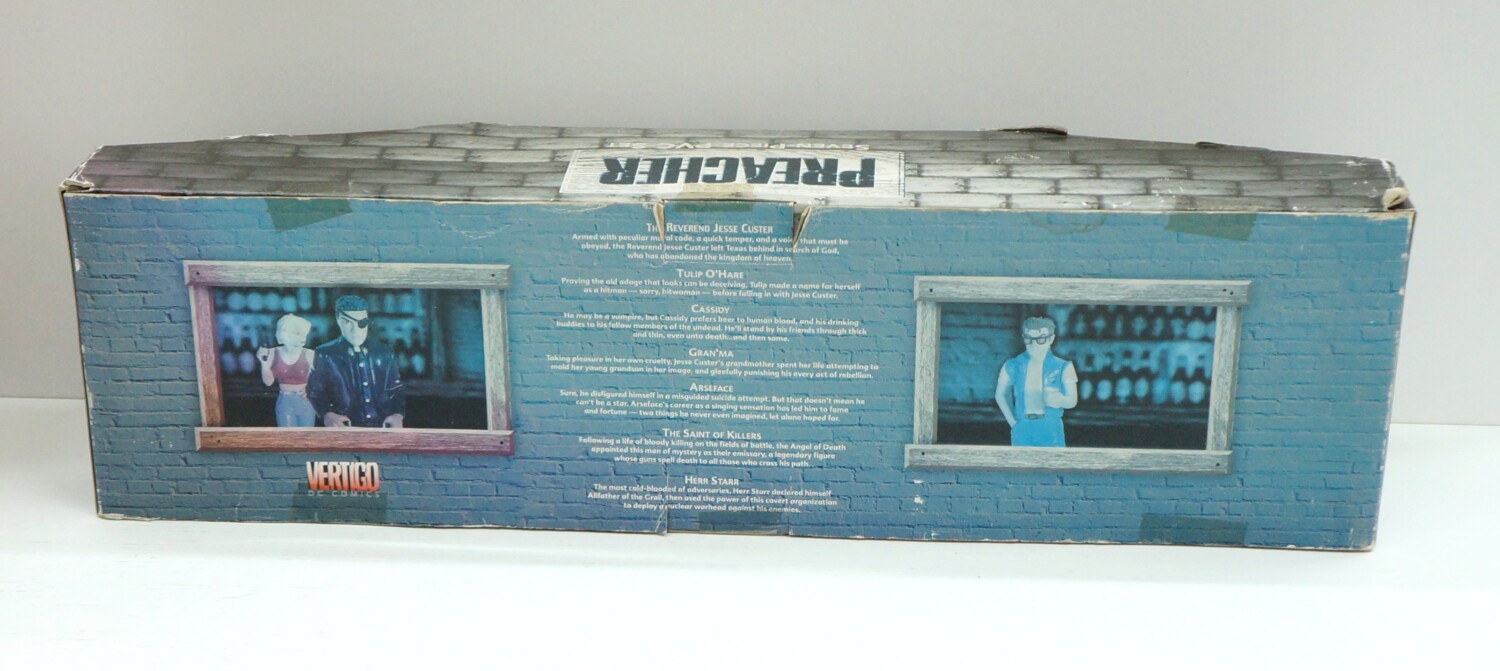 SEVEN-PIECE PVC SET
PREACHER
THE REVEREND JESSE CUSTER
Armed with peculiar moral code, a quick temper, and a voice that must be
obeyed, the Reverend Jesse Custer left Texas behind in search of God,
who has abandoned the kingdom of heaven.
TULIP O'HARE
Proving the old adage that looks can be deceiving, Tulip made a name for herself
as a hitman — sorry, hitwoman — before falling in with Jesse Custer.
CASSIDY
He may be a vampire, but Cassidy prefers beer to human blood, and his drinking
buddies to his fellow members of the undead. He'll stand by his friends through thick
and thin, even unto death...and then some.
GRAN'MA
Taking pleasure in her own cruelty, Jesse Custer's grandmother spent her life attempting to
mold her young grandson in her image, and gleefully punishing his every act of rebellion.
ARSEFACE
Sure, he disfigured himself in a misguided suicide attempt. But that doesn't mean he
can't be a star. Arseface's career as a singing sensation has led him to fame
and fortune — two things he never even imagined, let alone hoped for.
THE SAINT OF KILLERS
Following a life of bloody killing on the fields of battle, the Angel of Death
appointed this man of mystery as their emissary, a legendary figure
whose guns spell death to all those who cross his path.
HERR STARR
The most cold-blooded of adversaries, Herr Starr declared himself
Allfather of the Grail, then used the power of this covert organization
to deploy a nuclear warhead against his enemies.
VERTIGO
DC COMICS